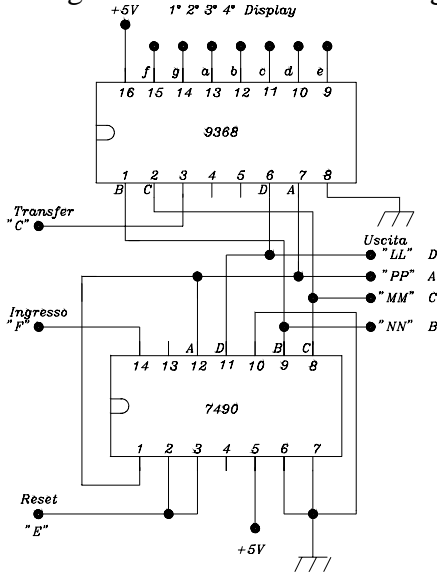 +5V 1° 2° 3° 4° Display
f g a b c d e
16 15 14 13 12 11 10 9
9368
1 2 3 4 5 6 7 8
B C D A
Transfer
"C"
Uscita
"LL" D
"PP" A
"MM" C
"NN" B
Ingresso
"F"
A D B C
14 13 12 11 10 9 8
7490
1 2 3 4 5 6 7
Reset
"E"
+5V